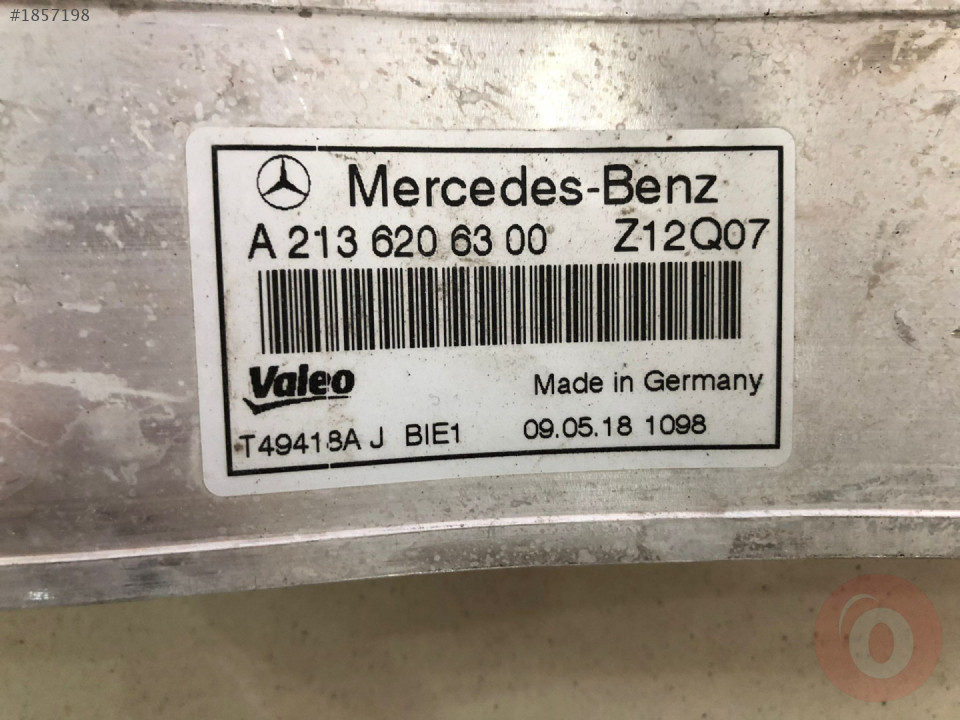 #1857198
Mercedes-Benz
A 213 620 63 00 Z12Q07
Valeo Made in Germany
T49418A J BIE1 09.05.18 1098
O